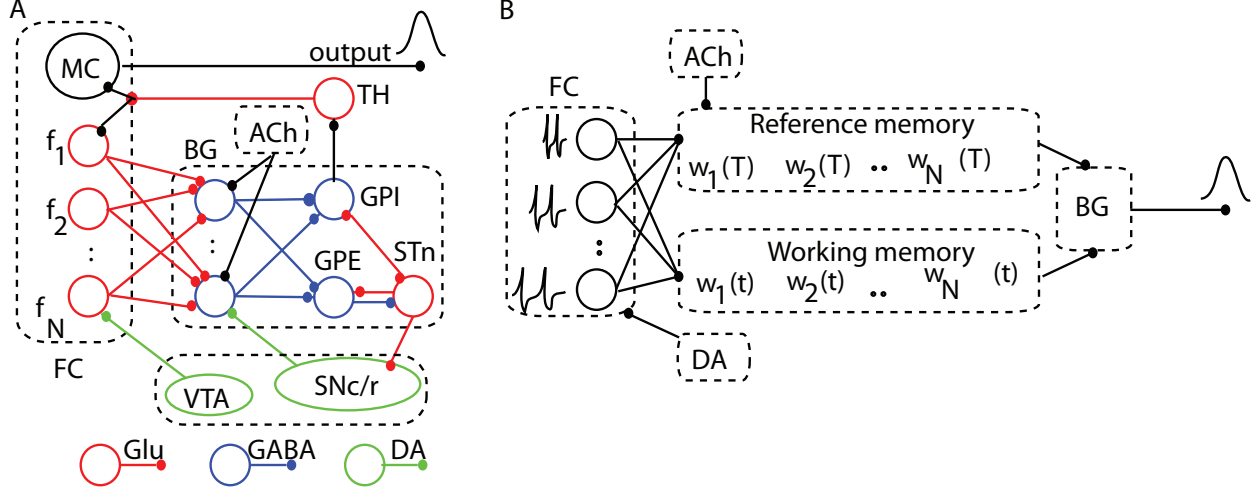 A
MC
output
TH
f1
ACh
BG
f2
GPI
:
:
GPE
STn
fN
FC
VTA
SNc/r
Glu
GABA
DA
B
ACh
FC
Reference memory
w1(T) w2(T) .. wN (T)
BG
:
Working memory
w1(t) w2(t) .. wN (t)
DA